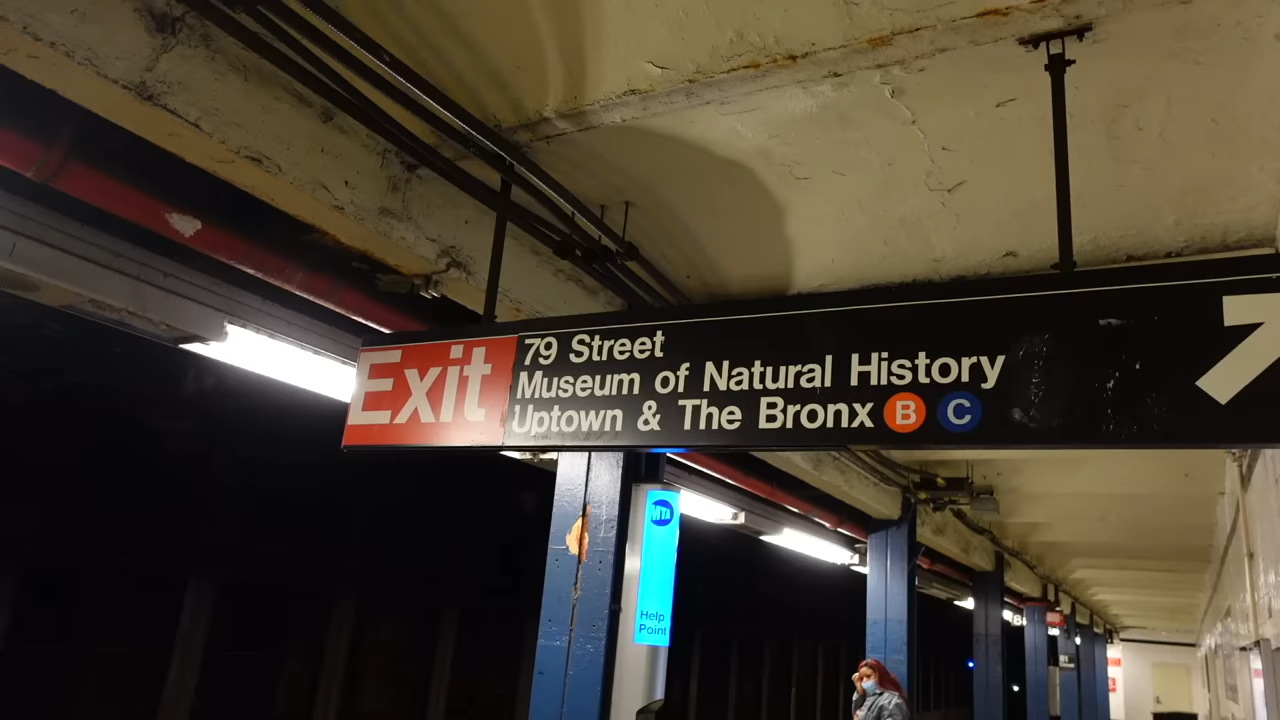 Exit
79 Street
Museum of Natural History
Uptown & The Bronx B C
MTA
Help
Point